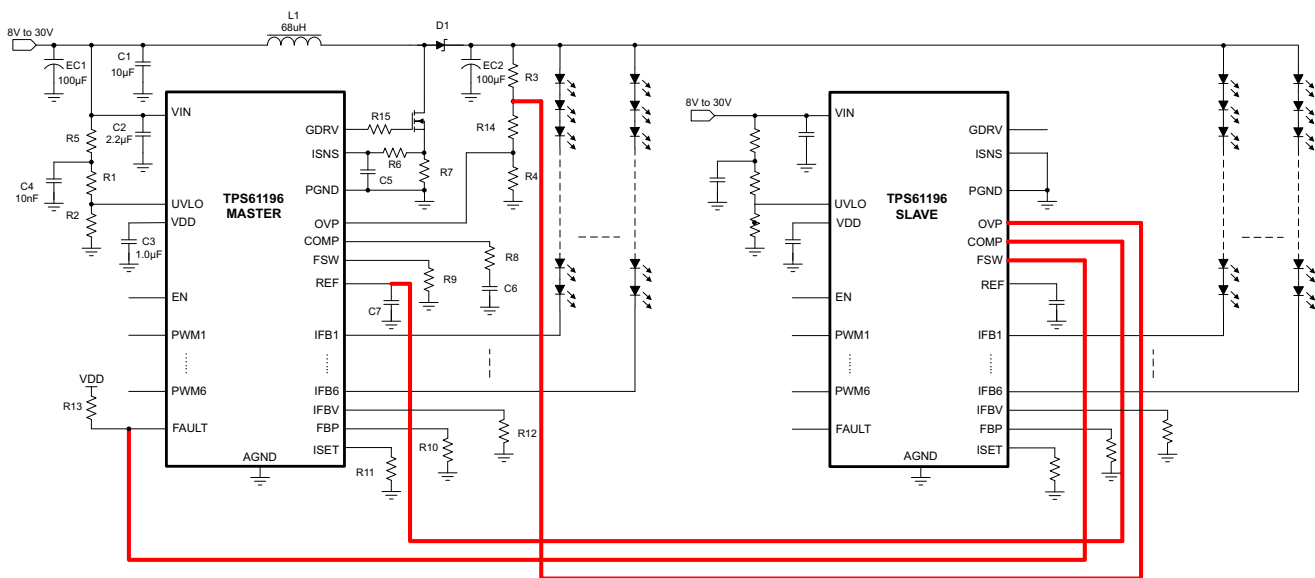 8V to 30V
L1
68uH
D1
EC1
100µF
C1
10µF
EC2
100µF
R3
R14
R4
R5
C2
2.2µF
C4
10nF
R1
R2
C3
1.0µF
VIN
UVLO
VDD
EN
PWM1
......
PWM6
FAULT
TPS61196
MASTER
GDRV
ISNS
PGND
OVP
COMP
FSW
REF
IFB1
......
IFB6
IFBV
FBP
ISET
AGND
R15
R6
C5
R7
R8
C6
R9
C7
R12
R10
R11
VDD
R13
8V to 30V
VIN
UVLO
VDD
EN
PWM1
......
PWM6
FAULT
TPS61196
SLAVE
GDRV
ISNS
PGND
OVP
COMP
FSW
REF
IFB1
......
IFB6
IFBV
FBP
ISET
AGND